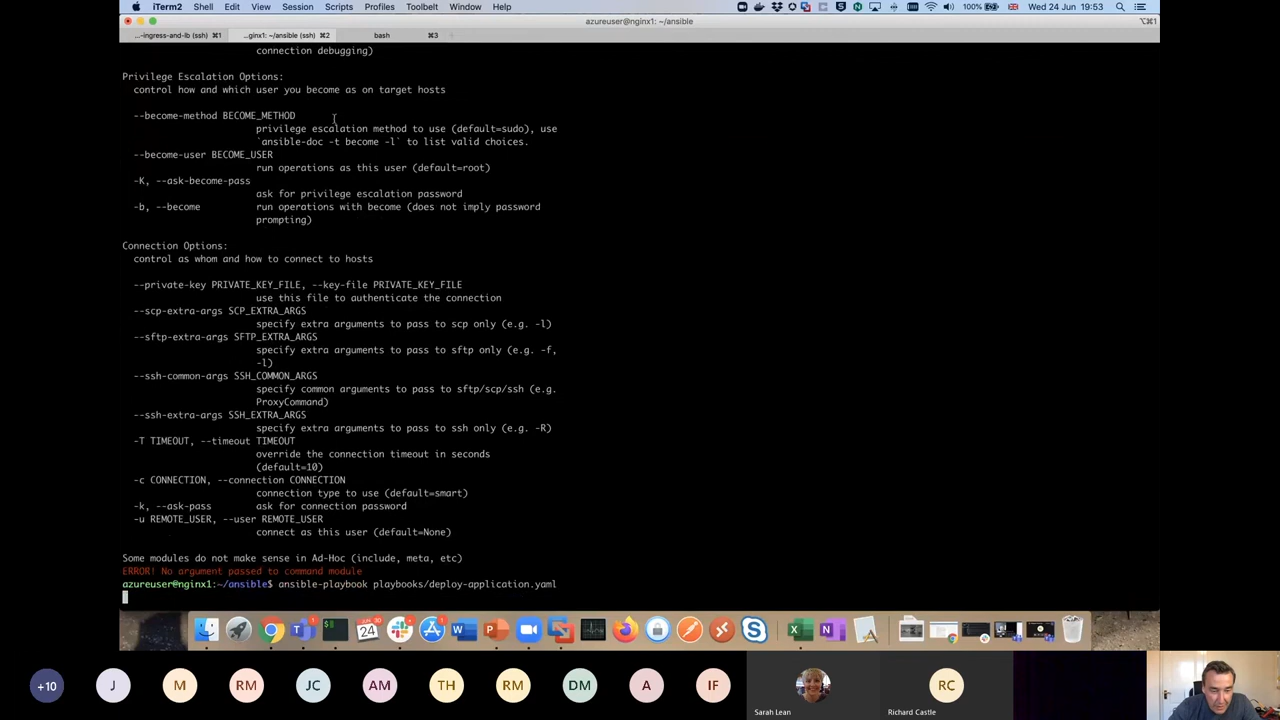 iTerm2 Shell Edit View Session Scripts Profiles Toolbelt Window Help 100% Wed 24 Jun 19:53
azureuser@nginx1: ~/ansible ⌥⌘1
...-ingress-and-lb (ssh) ⌘1 ...ginx1: ~/ansible (ssh) ⌘2 bash ⌘3
connection debugging)
Privilege Escalation Options:
control how and which user you become as on target hosts
--become-method BECOME_METHOD
privilege escalation method to use (default=sudo), use
`ansible-doc -t become -l` to list valid choices.
--become-user BECOME_USER
run operations as this user (default=root)
-K, --ask-become-pass
ask for privilege escalation password
-b, --become run operations with become (does not imply password
prompting)
Connection Options:
control as whom and how to connect to hosts
--private-key PRIVATE_KEY_FILE, --key-file PRIVATE_KEY_FILE
use this file to authenticate the connection
--scp-extra-args SCP_EXTRA_ARGS
specify extra arguments to pass to scp only (e.g. -l)
--sftp-extra-args SFTP_EXTRA_ARGS
specify extra arguments to pass to sftp only (e.g. -f,
-l)
--ssh-common-args SSH_COMMON_ARGS
specify common arguments to pass to sftp/scp/ssh (e.g.
ProxyCommand)
--ssh-extra-args SSH_EXTRA_ARGS
specify extra arguments to pass to ssh only (e.g. -R)
-T TIMEOUT, --timeout TIMEOUT
override the connection timeout in seconds
(default=10)
-c CONNECTION, --connection CONNECTION
connection type to use (default=smart)
-k, --ask-pass ask for connection password
-u REMOTE_USER, --user REMOTE_USER
connect as this user (default=None)
Some modules do not make sense in Ad-Hoc (include, meta, etc)
ERROR! No argument passed to command module
azureuser@nginx1:~/ansible$ ansible-playbook playbooks/deploy-application.yaml
+10 J M RM JC AM TH RM DM A IF RC
Sarah Lean Richard Castle